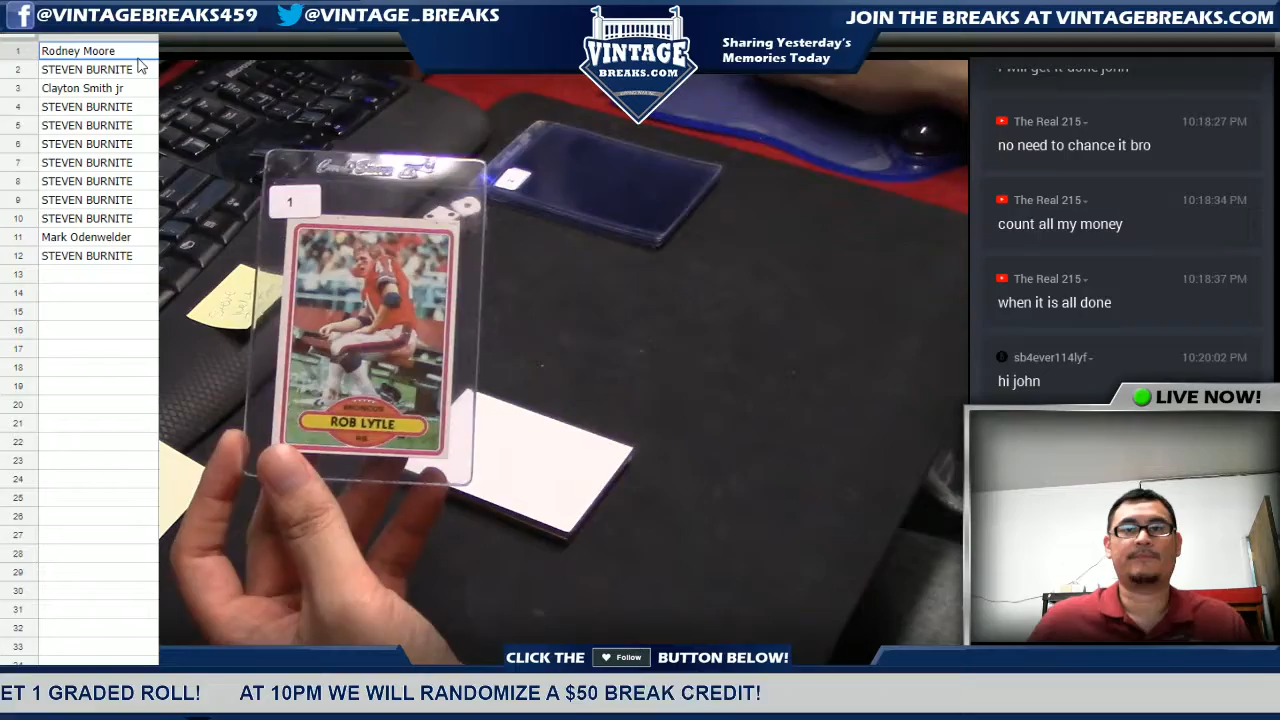 @VINTAGEBREAKS459
@VINTAGE_BREAKS
VINTAGE
BREAKS.COM
Sharing Yesterday's
Memories Today
JOIN THE BREAKS AT VINTAGEBREAKS.COM
1 Rodney Moore
2 STEVEN BURNITE
3 Clayton Smith jr
4 STEVEN BURNITE
5 STEVEN BURNITE
6 STEVEN BURNITE
7 STEVEN BURNITE
8 STEVEN BURNITE
9 STEVEN BURNITE
10 STEVEN BURNITE
11 Mark Odenwelder
12 STEVEN BURNITE
13
14
15
16
17
18
19
20
21
22
23
24
25
26
27
28
29
30
31
32
33
1
BRONCOS
ROB LYTLE
RB
I will get it done john
The Real 215 10:18:27 PM
no need to chance it bro
The Real 215 10:18:34 PM
count all my money
The Real 215 10:18:37 PM
when it is all done
sb4ever114lyf 10:20:02 PM
hi john
LIVE NOW!
CLICK THE Follow BUTTON BELOW!
ET 1 GRADED ROLL! AT 10PM WE WILL RANDOMIZE A $50 BREAK CREDIT!